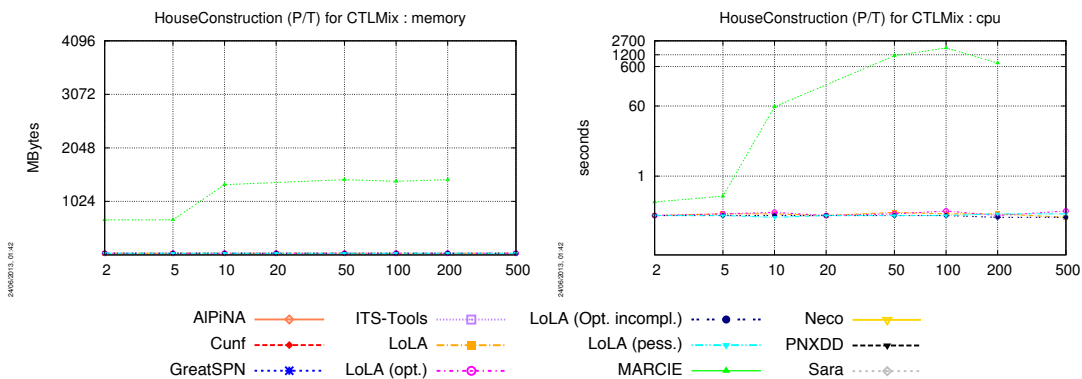 HouseConstruction (P/T) for CTLMix : memory
4096
3072
2048
1024
MBytes
2 5 10 20 50 100 200 500
24/06/2013, 01:42
HouseConstruction (P/T) for CTLMix : cpu
2700
1200
600
60
1
seconds
2 5 10 20 50 100 200 500
24/06/2013, 01:42
AlPiNA
Cunf
GreatSPN
ITS-Tools
LoLA
LoLA (opt.)
LoLA (Opt. incompl.)
LoLA (pess.)
MARCIE
Neco
PNXDD
Sara